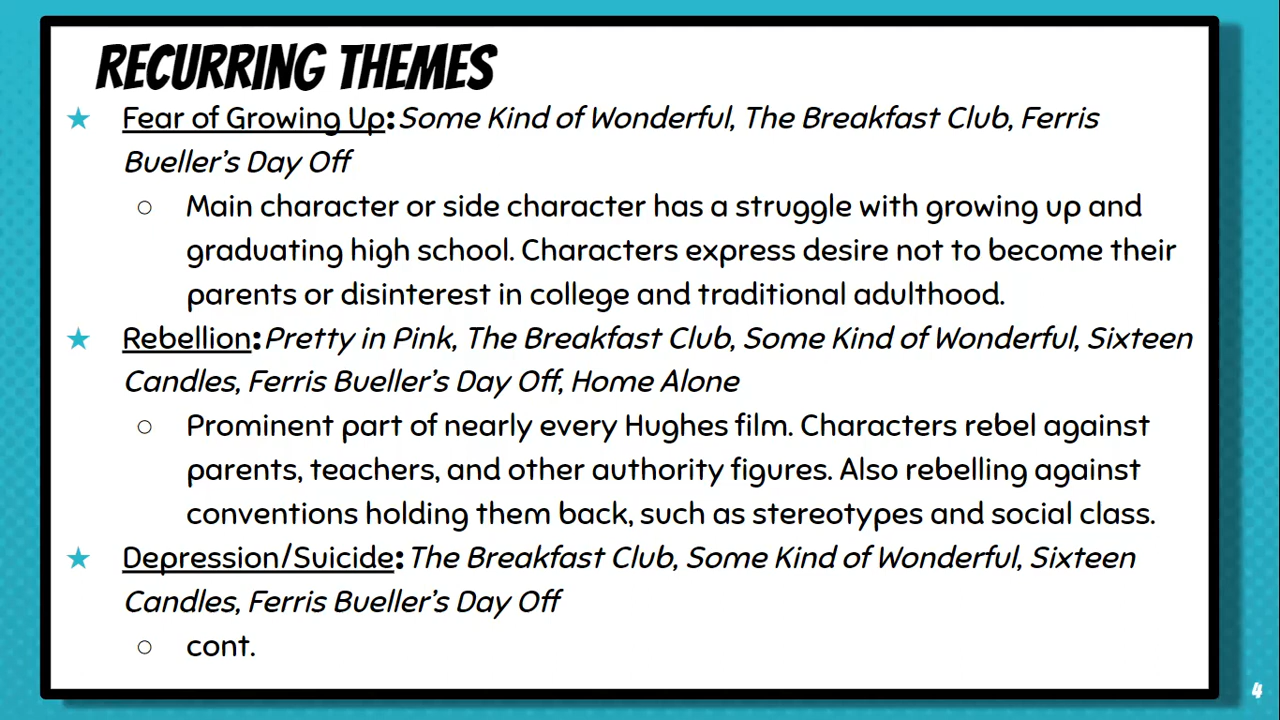 RECURRING THEMES
★ Fear of Growing Up: Some Kind of Wonderful, The Breakfast Club, Ferris
Bueller's Day Off
○ Main character or side character has a struggle with growing up and
graduating high school. Characters express desire not to become their
parents or disinterest in college and traditional adulthood.
★ Rebellion: Pretty in Pink, The Breakfast Club, Some Kind of Wonderful, Sixteen
Candles, Ferris Bueller's Day Off, Home Alone
○ Prominent part of nearly every Hughes film. Characters rebel against
parents, teachers, and other authority figures. Also rebelling against
conventions holding them back, such as stereotypes and social class.
★ Depression/Suicide: The Breakfast Club, Some Kind of Wonderful, Sixteen
Candles, Ferris Bueller's Day Off
○ cont.
4